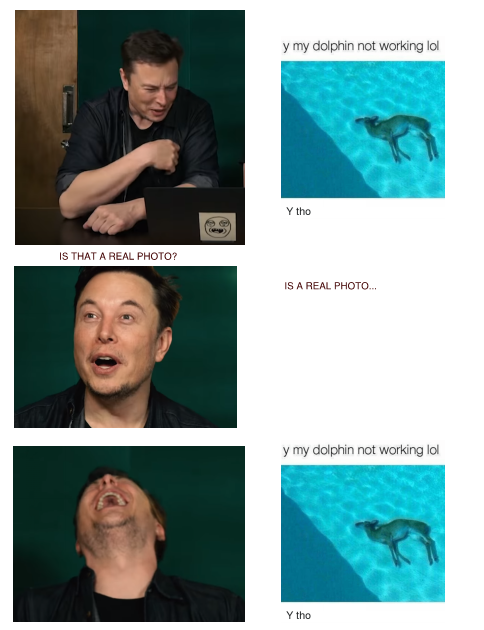 y my dolphin not working lol
Y tho
IS THAT A REAL PHOTO?
IS A REAL PHOTO...
y my dolphin not working lol
Y tho